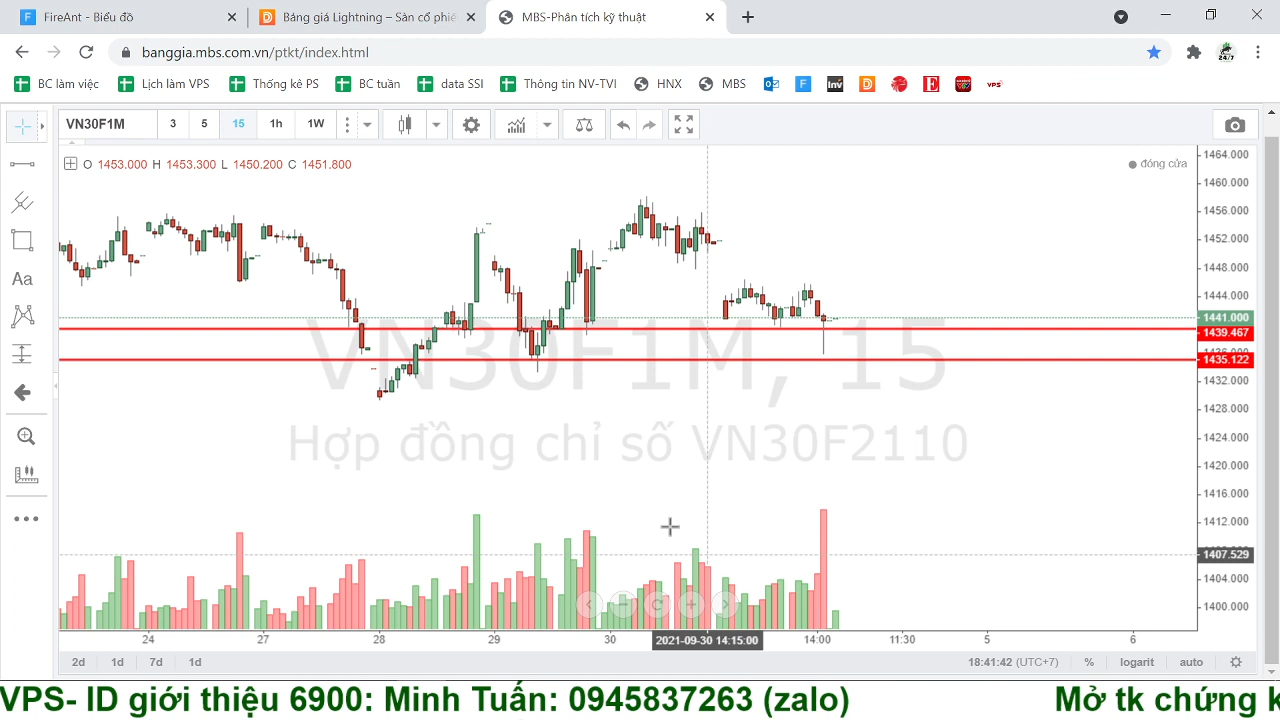 FireAnt - Biểu đồ
Bảng giá Lightning – Sàn cổ phiế
MBS-Phân tích kỹ thuật
banggia.mbs.com.vn/ptkt/index.html
24/7
BC làm việc
Lịch làm VPS
Thống kê PS
BC tuần
data SSI
Thông tin NV-TVI
HNX
MBS
VN30F1M
3
5
15
1h
1W
O 1453.000 H 1453.300 L 1450.200 C 1451.800
đóng cửa
Aa
VN30F1M, 15
Hợp đồng chỉ số VN30F2110
1464.000
1460.000
1456.000
1452.000
1448.000
1444.000
1441.000
1439.467
1435.122
1432.000
1428.000
1424.000
1420.000
1416.000
1412.000
1407.529
1404.000
1400.000
24
27
28
29
30
2021-09-30 14:15:00
14:00
11:30
5
6
2d
1d
7d
1d
18:41:42 (UTC+7)
%
logarit
auto
VPS- ID giới thiệu 6900: Minh Tuấn: 0945837263 (zalo)
Mở tk chứng k